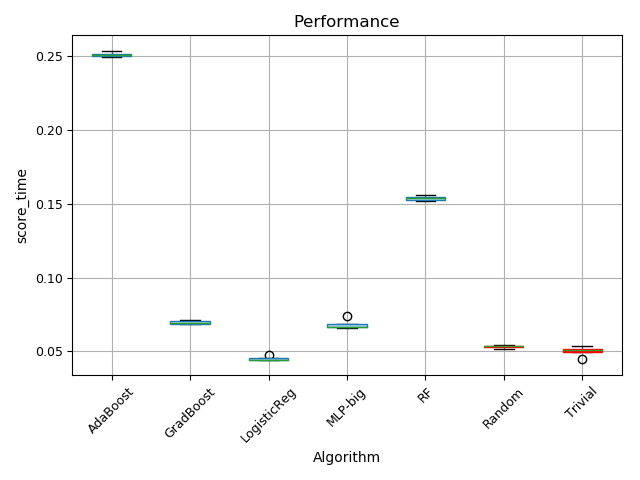 Performance
0.25
0.20
0.15
0.10
0.05
score_time
AdaBoost
GradBoost
LogisticReg
MLP-big
RF
Random
Trivial
Algorithm